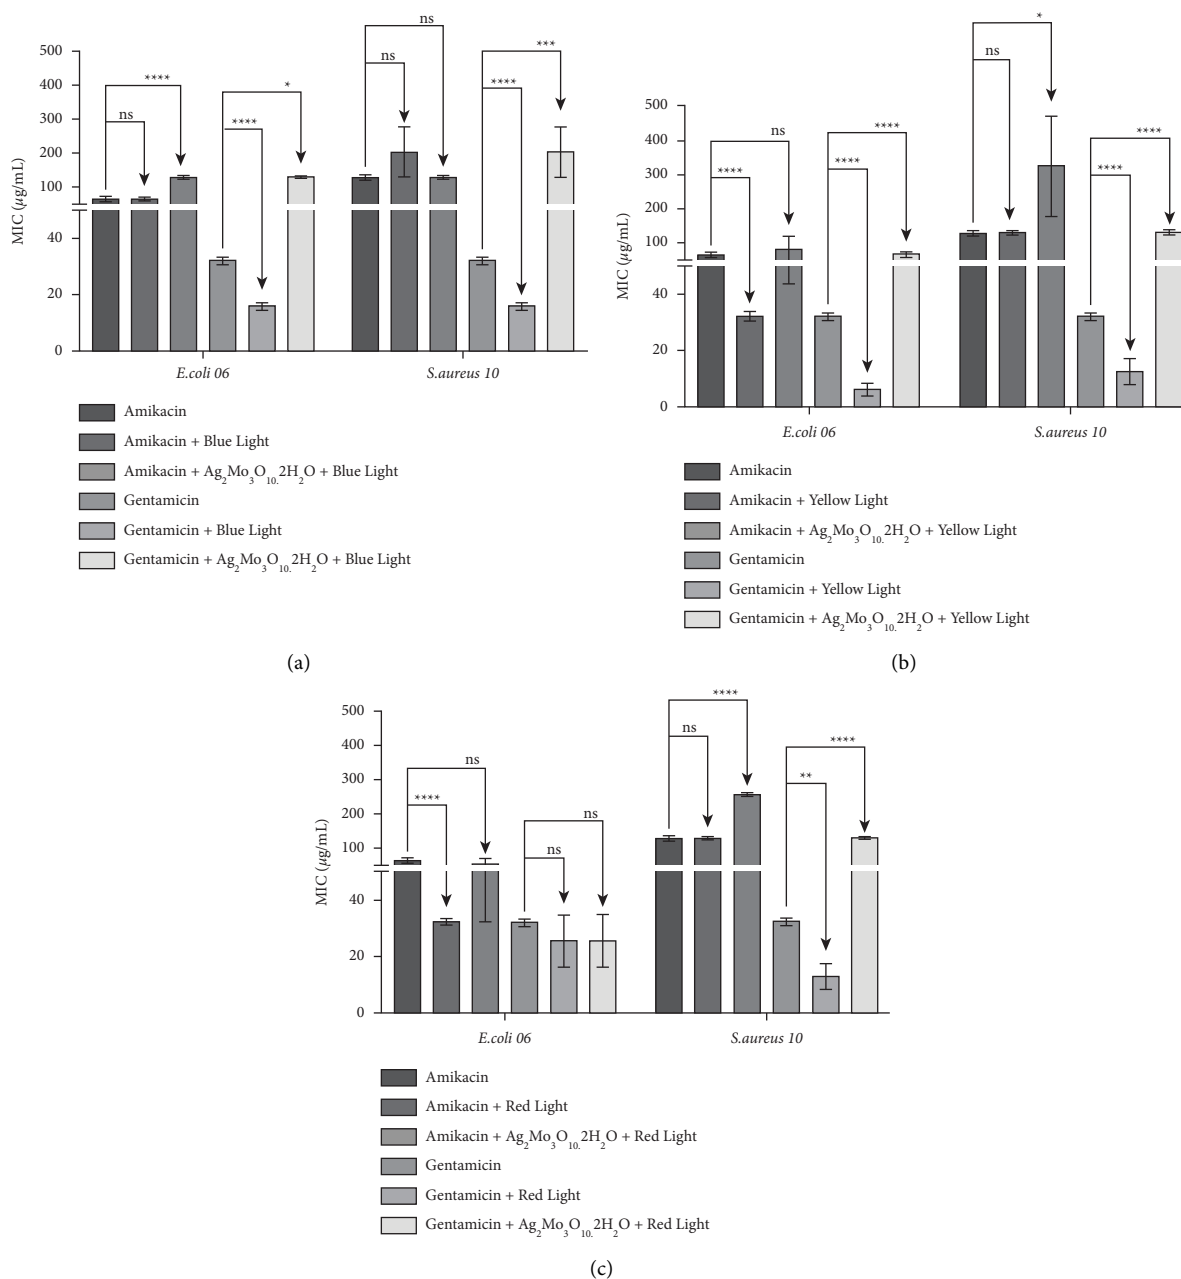 ns
ns
500
***
ns
****
****
400
ns
*
300
****
200
100
MIC (µg/mL)
40
20
0
E.coli 06
S.aureus 10
Amikacin
Amikacin + Blue Light
Amikacin + Ag2Mo3O10.2H2O + Blue Light
Gentamicin
Gentamicin + Blue Light
Gentamicin + Ag2Mo3O10.2H2O + Blue Light
(a)
*
ns
500
ns
****
****
400
****
****
****
300
200
100
MIC (µg/mL)
40
20
0
E.coli 06
S.aureus 10
Amikacin
Amikacin + Yellow Light
Amikacin + Ag2Mo3O10.2H2O + Yellow Light
Gentamicin
Gentamicin + Yellow Light
Gentamicin + Ag2Mo3O10.2H2O + Yellow Light
(b)
****
500
ns
400
****
ns
300
**
****
200
ns
ns
100
MIC (µg/mL)
40
20
0
E.coli 06
S.aureus 10
Amikacin
Amikacin + Red Light
Amikacin + Ag2Mo3O10.2H2O + Red Light
Gentamicin
Gentamicin + Red Light
Gentamicin + Ag2Mo3O10.2H2O + Red Light
(c)